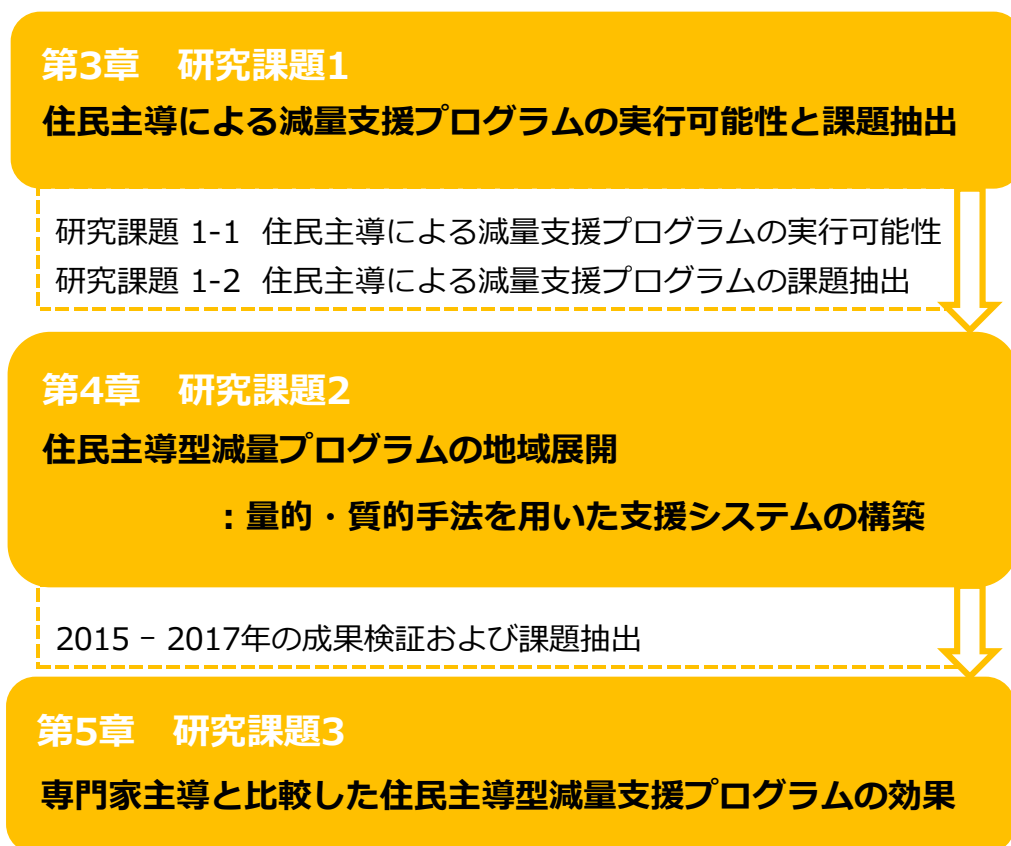 第3章　研究課題1
住民主導による減量支援プログラムの実行可能性と課題抽出
研究課題 1-1 住民主導による減量支援プログラムの実行可能性
研究課題 1-2 住民主導による減量支援プログラムの課題抽出
第4章　研究課題2
住民主導型減量プログラムの地域展開
：量的・質的手法を用いた支援システムの構築
2015－2017年の成果検証および課題抽出
第5章　研究課題3
専門家主導と比較した住民主導型減量支援プログラムの効果